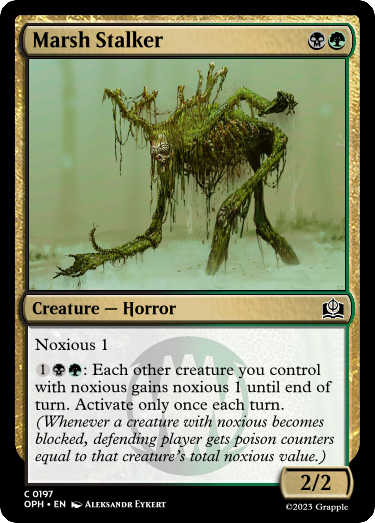 Marsh Stalker
Creature — Horror
Noxious 1
1: Each other creature you control
with noxious gains noxious 1 until end of
turn. Activate only once each turn.
(Whenever a creature with noxious becomes
blocked, defending player gets poison counters
equal to that creature's total noxious value.)
2/2
C 0197
OPH • EN Aleksandr Eykert
©2023 Grapple